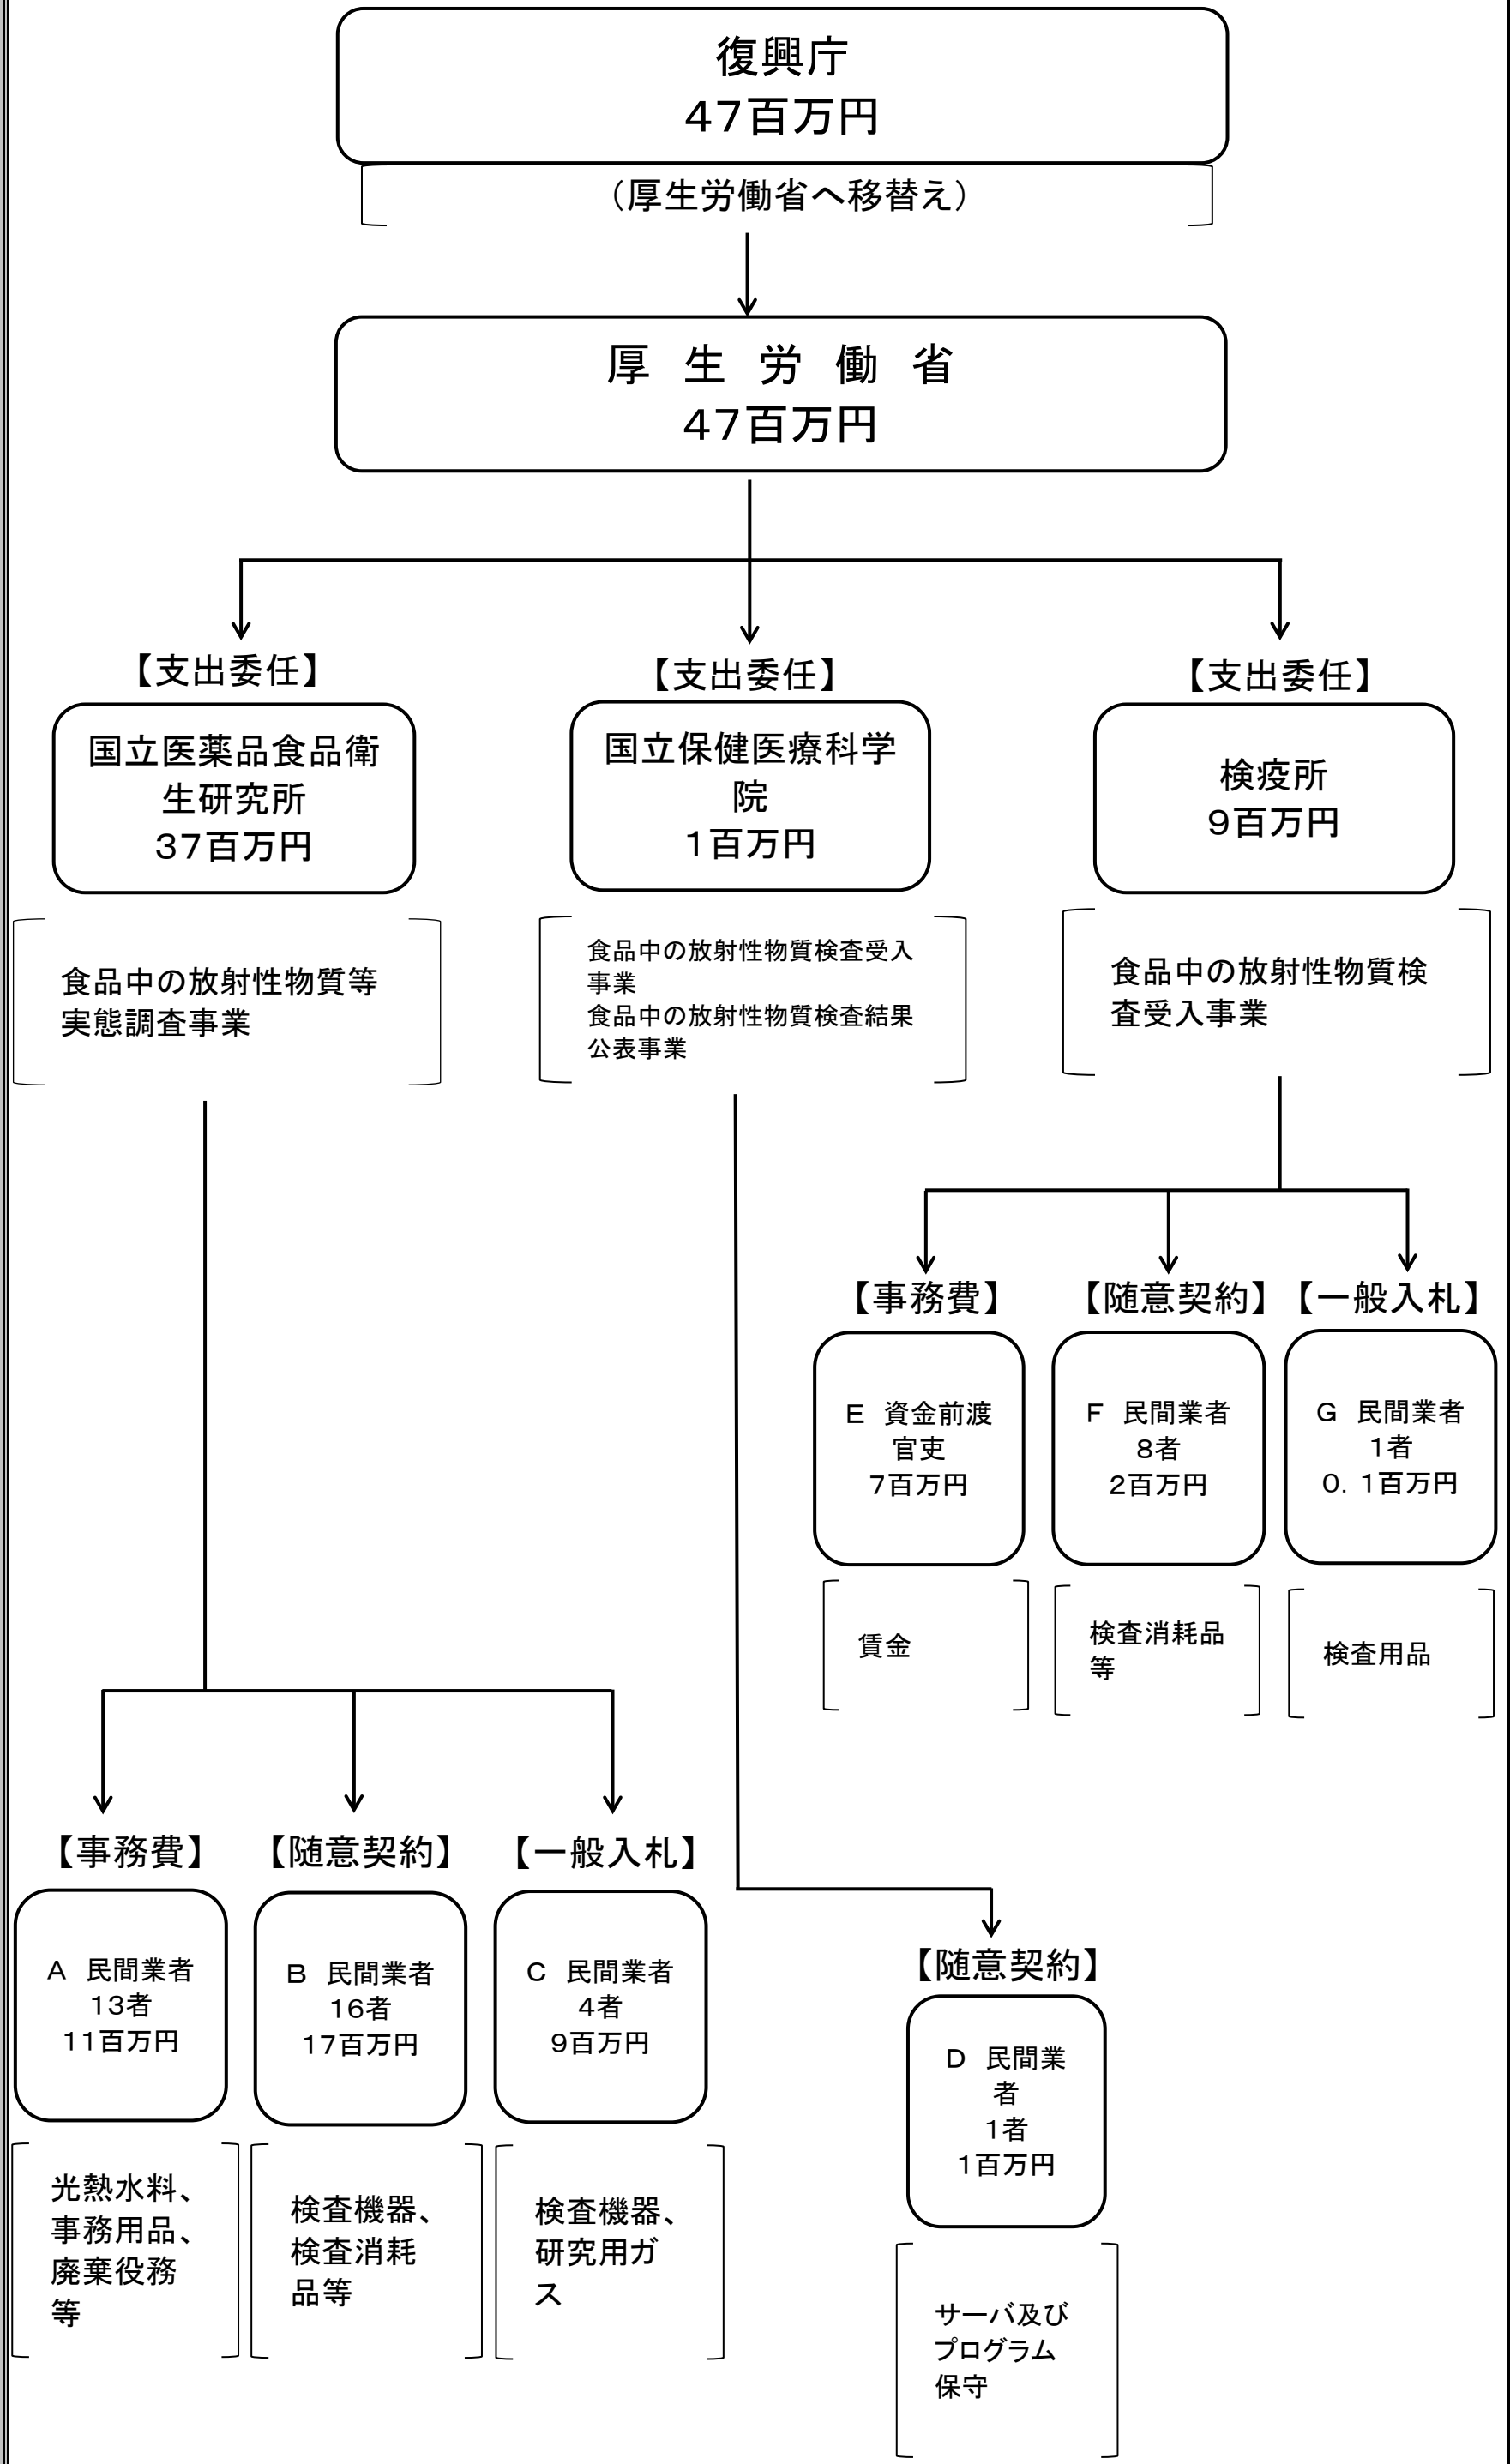 復興庁
４７百万円
（厚生労働省へ移替え）
厚　生　労　働　省
４７百万円
【支出委任】
国立医薬品食品衛
生研究所
３７百万円
食品中の放射性物質等
実態調査事業
【支出委任】
国立保健医療科学
院
１百万円
食品中の放射性物質検査受入
事業
食品中の放射性物質検査結果
公表事業
【支出委任】
検疫所
９百万円
食品中の放射性物質検
査受入事業
【事務費】
Ｅ　資金前渡
官吏
７百万円
賃金
【随意契約】
Ｆ　民間業者
８者
２百万円
検査消耗品
等
【一般入札】
Ｇ　民間業者
１者
０．１百万円
検査用品
【事務費】
Ａ　民間業者
１３者
１１百万円
光熱水料、
事務用品、
廃棄役務
等
【随意契約】
Ｂ　民間業者
１６者
１７百万円
検査機器、
検査消耗
品等
【一般入札】
Ｃ　民間業者
４者
９百万円
検査機器、
研究用ガ
ス
【随意契約】
Ｄ　民間業
者
１者
１百万円
サーバ及び
プログラム
保守